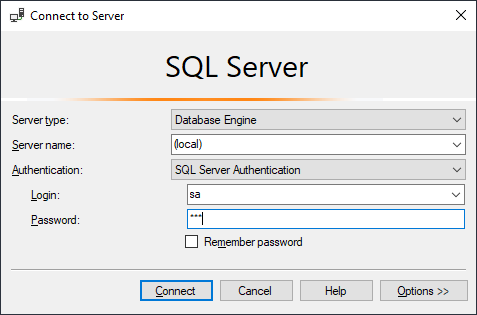 Connect to Server
SQL Server
Server type: Database Engine
Server name: (local)
Authentication: SQL Server Authentication
Login: sa
Password: ***
Remember password
Connect Cancel Help Options >>